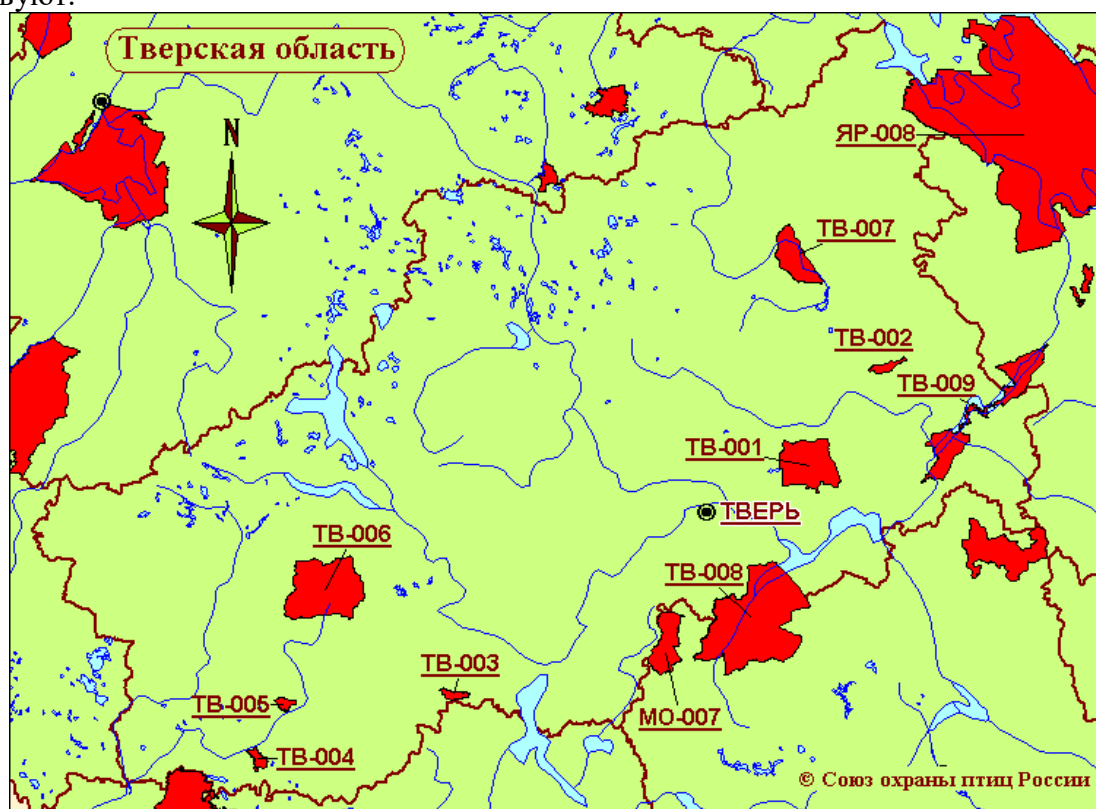 вуют.
Тверская область
N
ЯР-008
ТВ-007
ТВ-002
ТВ-009
ТВ-001
ТВЕРЬ
ТВ-006
ТВ-008
ТВ-003
ТВ-005
МО-007
ТВ-004
© Союз охраны птиц России